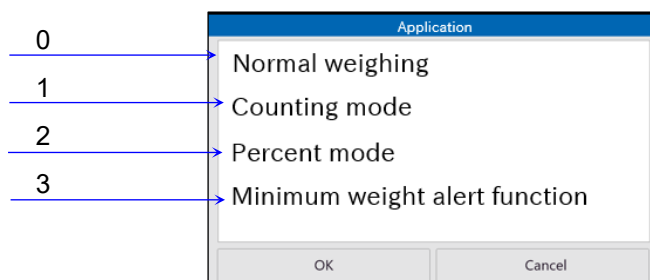 Application
0
Normal weighing
1
Counting mode
2
Percent mode
3
Minimum weight alert function
OK
Cancel